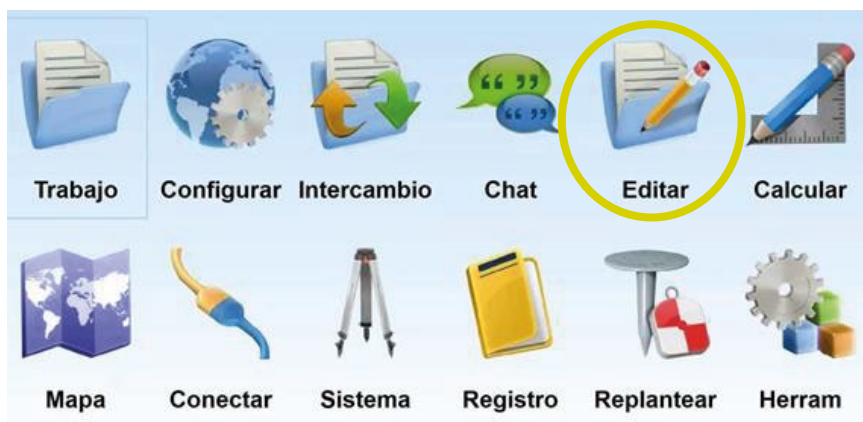 Trabajo Configurar Intercambio Chat Editar Calcular
Mapa Conectar Sistema Registro Replantear Herram